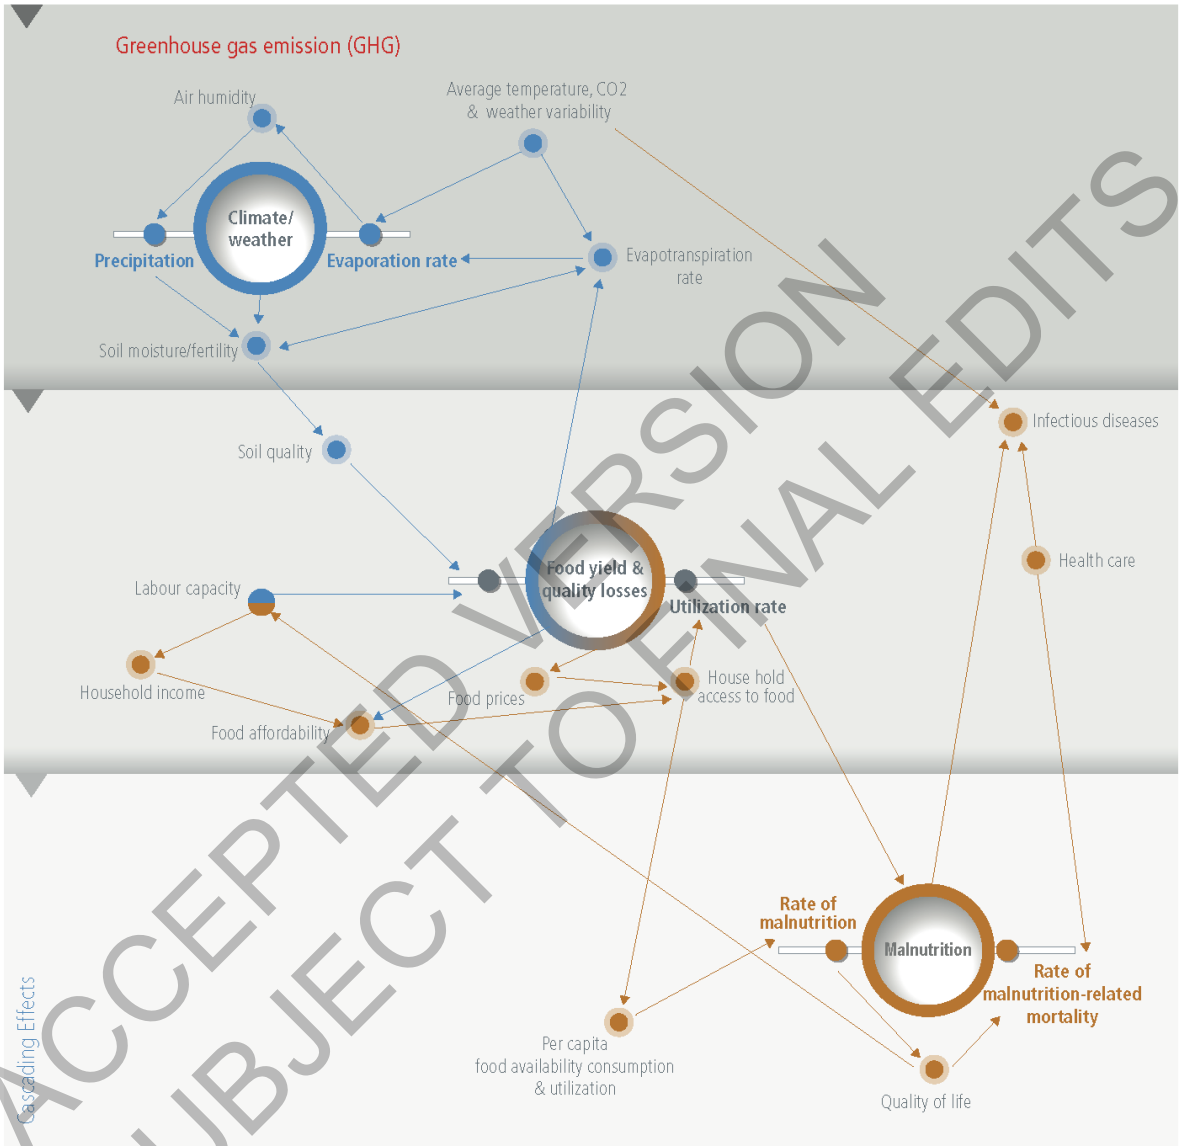 Greenhouse gas emission (GHG)
Air humidity
Average temperature, CO2
& weather variability
Climate/
weather
Precipitation
Evaporation rate
Evapotranspiration
rate
Soil moisture/fertility
Infectious diseases
Soil quality
Health care
Food yield &
quality losses
Labour capacity
Utilization rate
Household income
Food prices
House hold
access to food
Food affordability
Rate of
malnutrition
Malnutrition
Rate of
malnutrition-related
mortality
Per capita
food availability consumption
& utilization
Quality of life
Cascading Effects
ACCEPTED VERSION
SUBJECT TO FINAL EDITS